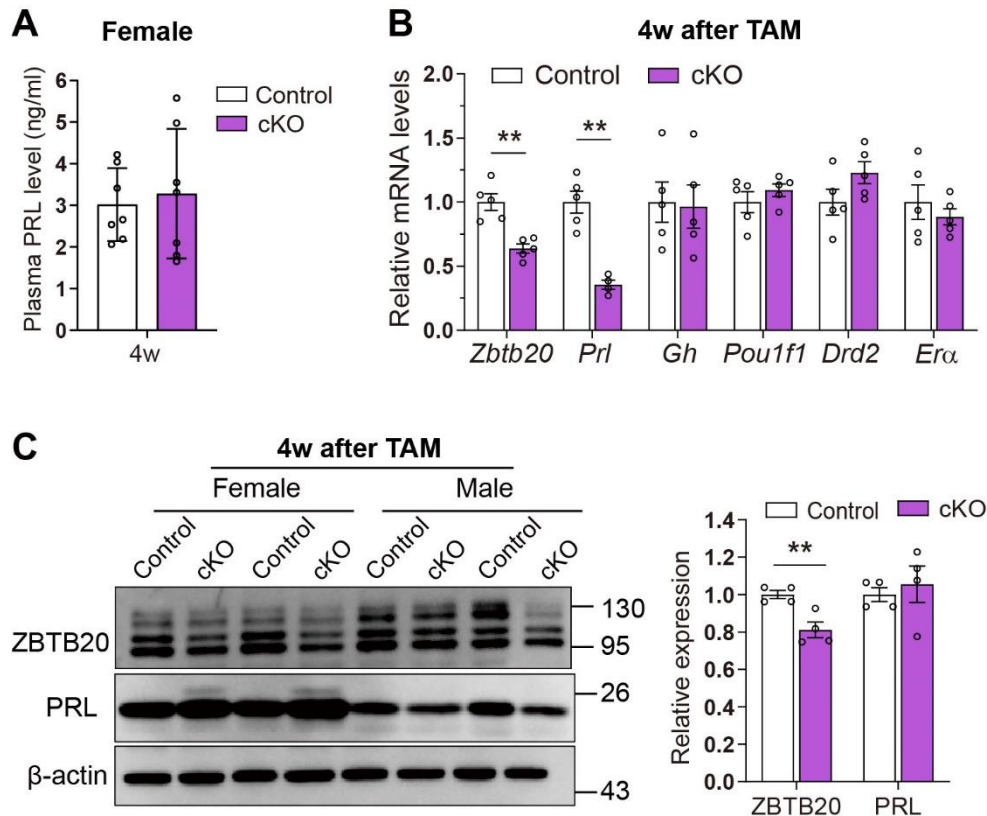 A
Female
Plasma PRL level (ng/ml)
6
5
4
3
2
1
0
Control
cKO
4w
B
4w after TAM
Relative mRNA levels
2.0
1.5
1.0
0.5
0.0
Control
cKO
**
**
Zbtb20 Prl Gh Pou1f1 Drd2 Erα
C
4w after TAM
Female Male
Control cKO Control cKO Control cKO Control cKO
ZBTB20
130
95
PRL
26
β-actin
43
Relative expression
1.4
1.2
1.0
0.8
0.6
0.4
0.2
0.0
Control cKO
**
ZBTB20 PRL